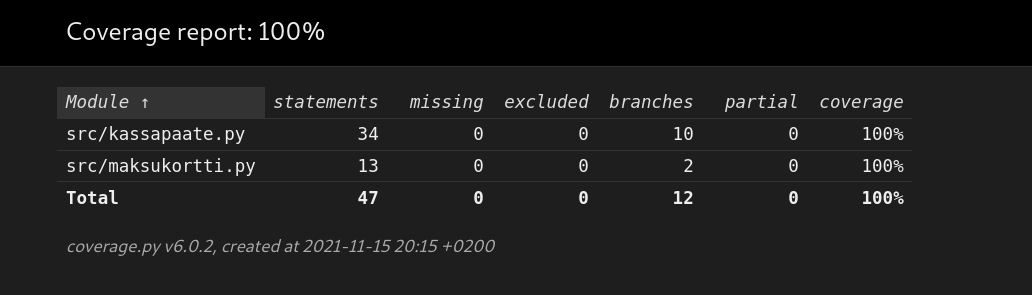 Coverage report: 100%
Module ↑ statements missing excluded branches partial coverage
src/kassapaate.py 34 0 0 10 0 100%
src/maksukortti.py 13 0 0 2 0 100%
Total 47 0 0 12 0 100%
coverage.py v6.0.2, created at 2021-11-15 20:15 +0200